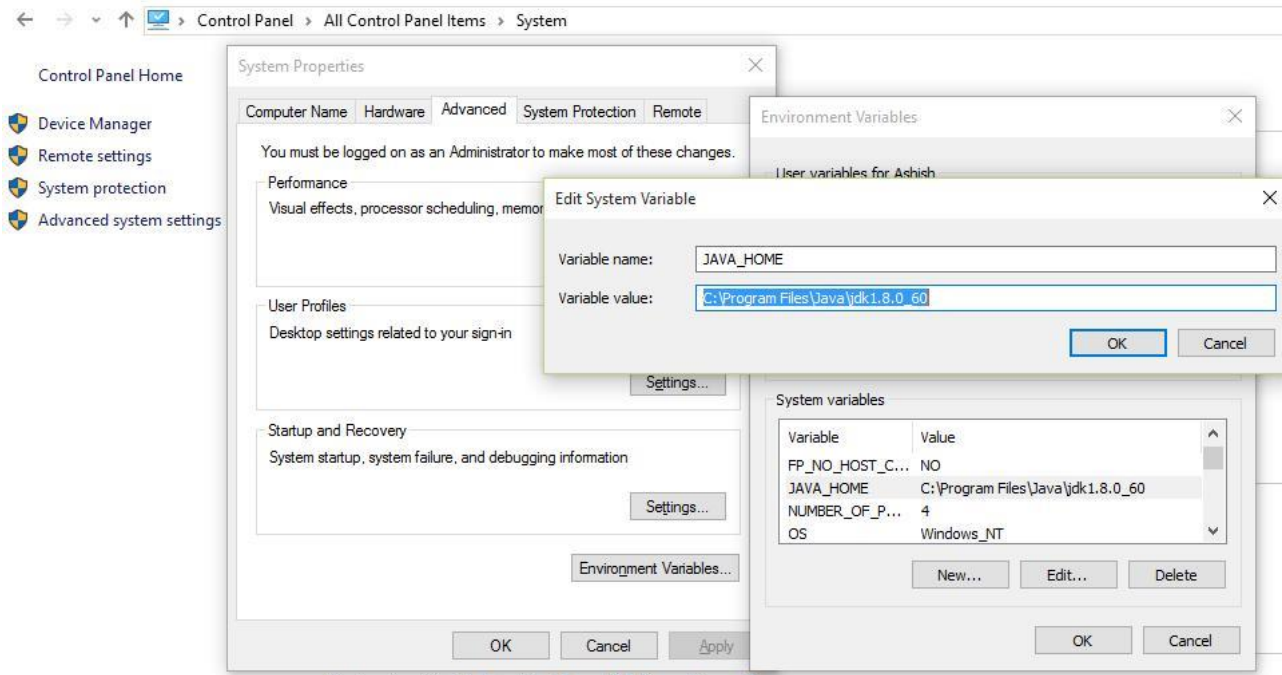 Control Panel > All Control Panel Items > System
Control Panel Home
Device Manager
Remote settings
System protection
Advanced system settings
System Properties
Computer Name Hardware Advanced System Protection Remote
You must be logged on as an Administrator to make most of these changes.
Performance
Visual effects, processor scheduling,
User Profiles
Desktop settings related to your sign-in
Settings...
Startup and Recovery
System startup, system failure, and debugging information
Settings...
Environment Variables...
OK Cancel Apply
Environment Variables
User variables for Ashish
Edit System Variable
Variable name: JAVA_HOME
Variable value: C:\Program Files\Java\jdk1.8.0_60
OK Cancel
System variables
Variable Value
FP_NO_HOST_C... NO
JAVA_HOME C:\Program Files\Java\jdk1.8.0_60
NUMBER_OF_P... 4
OS Windows_NT
New... Edit... Delete
OK Cancel